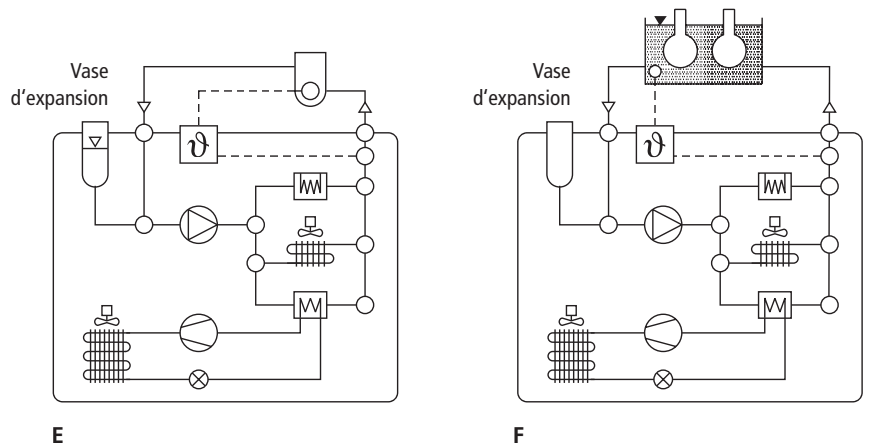 Vase
d'expansion
ϑ
E
Vase
d'expansion
ϑ
F